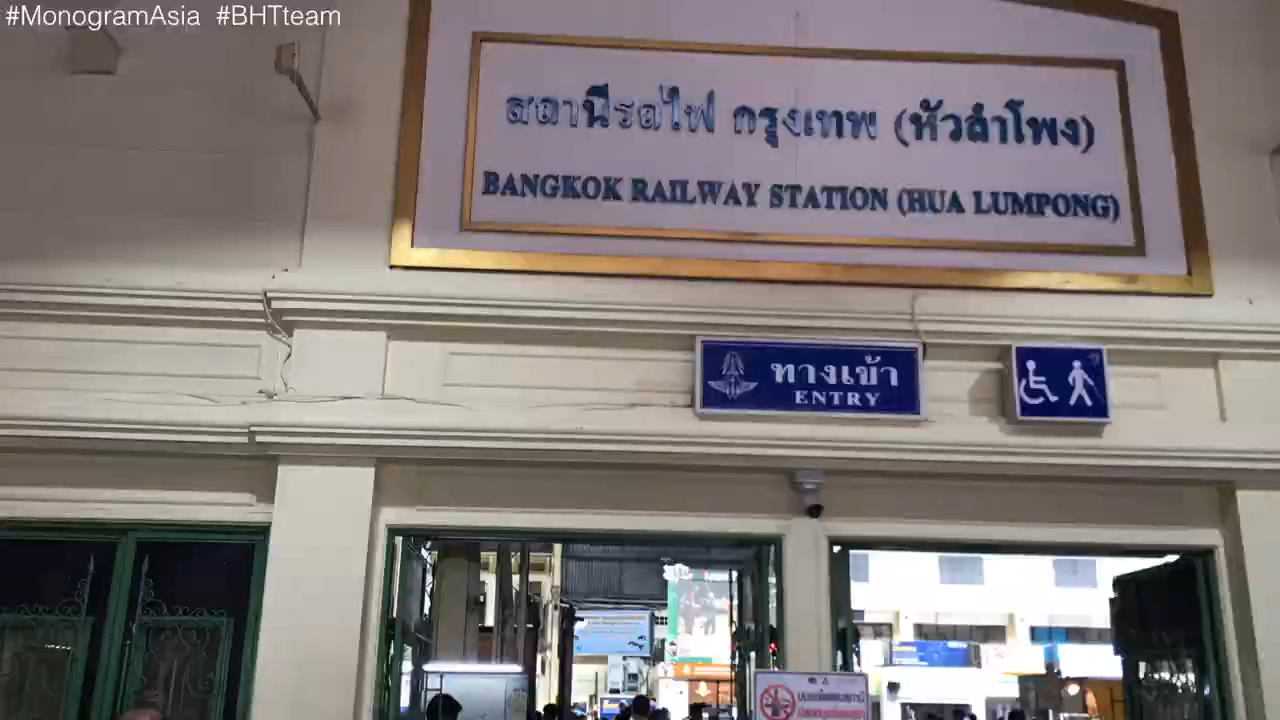 #MonogramAsia #BHTteam
สถานีรถไฟ กรุงเทพ (หัวลำโพง)
BANGKOK RAILWAY STATION (HUA LUMPONG)
ทางเข้า
ENTRY